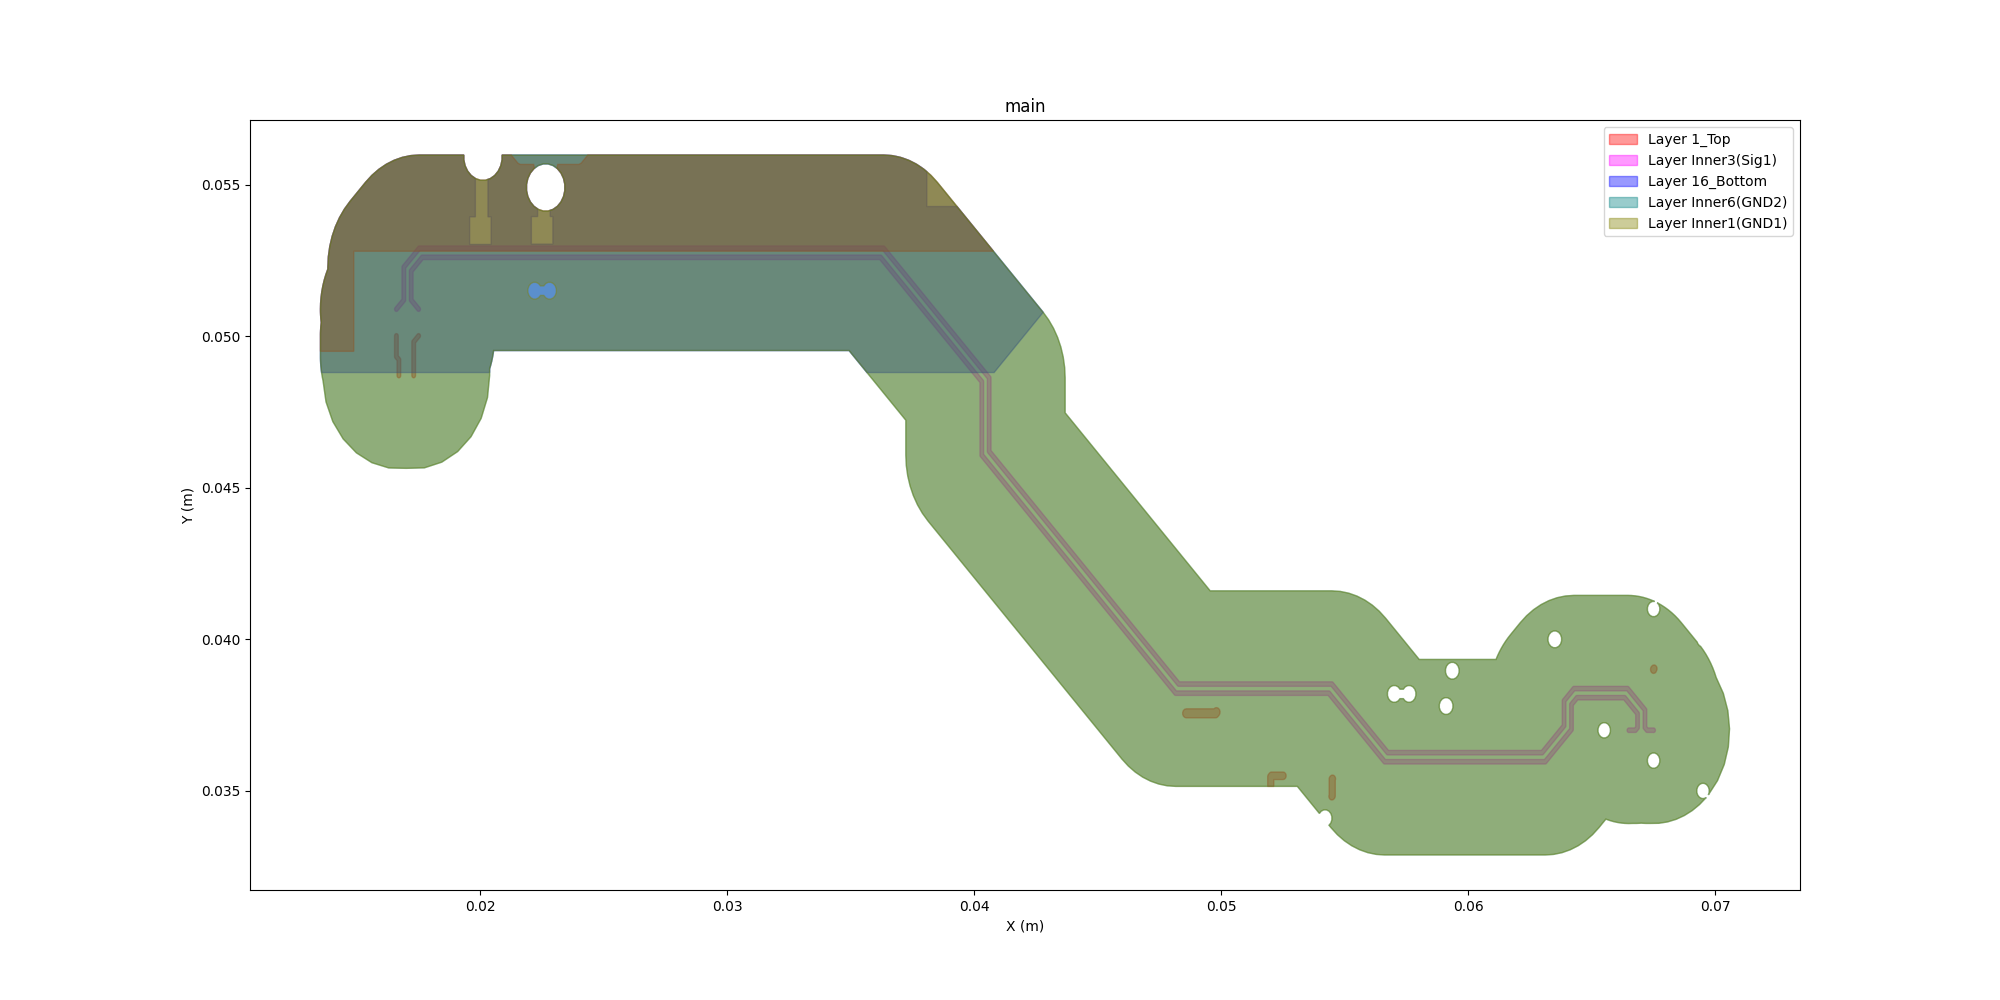 main
Layer 1_Top
Layer Inner3(Sig1)
Layer 16_Bottom
Layer Inner6(GND2)
Layer Inner1(GND1)
0.055
0.050
0.045
0.040
0.035
Y (m)
0.02 0.03 0.04 0.05 0.06 0.07
X (m)